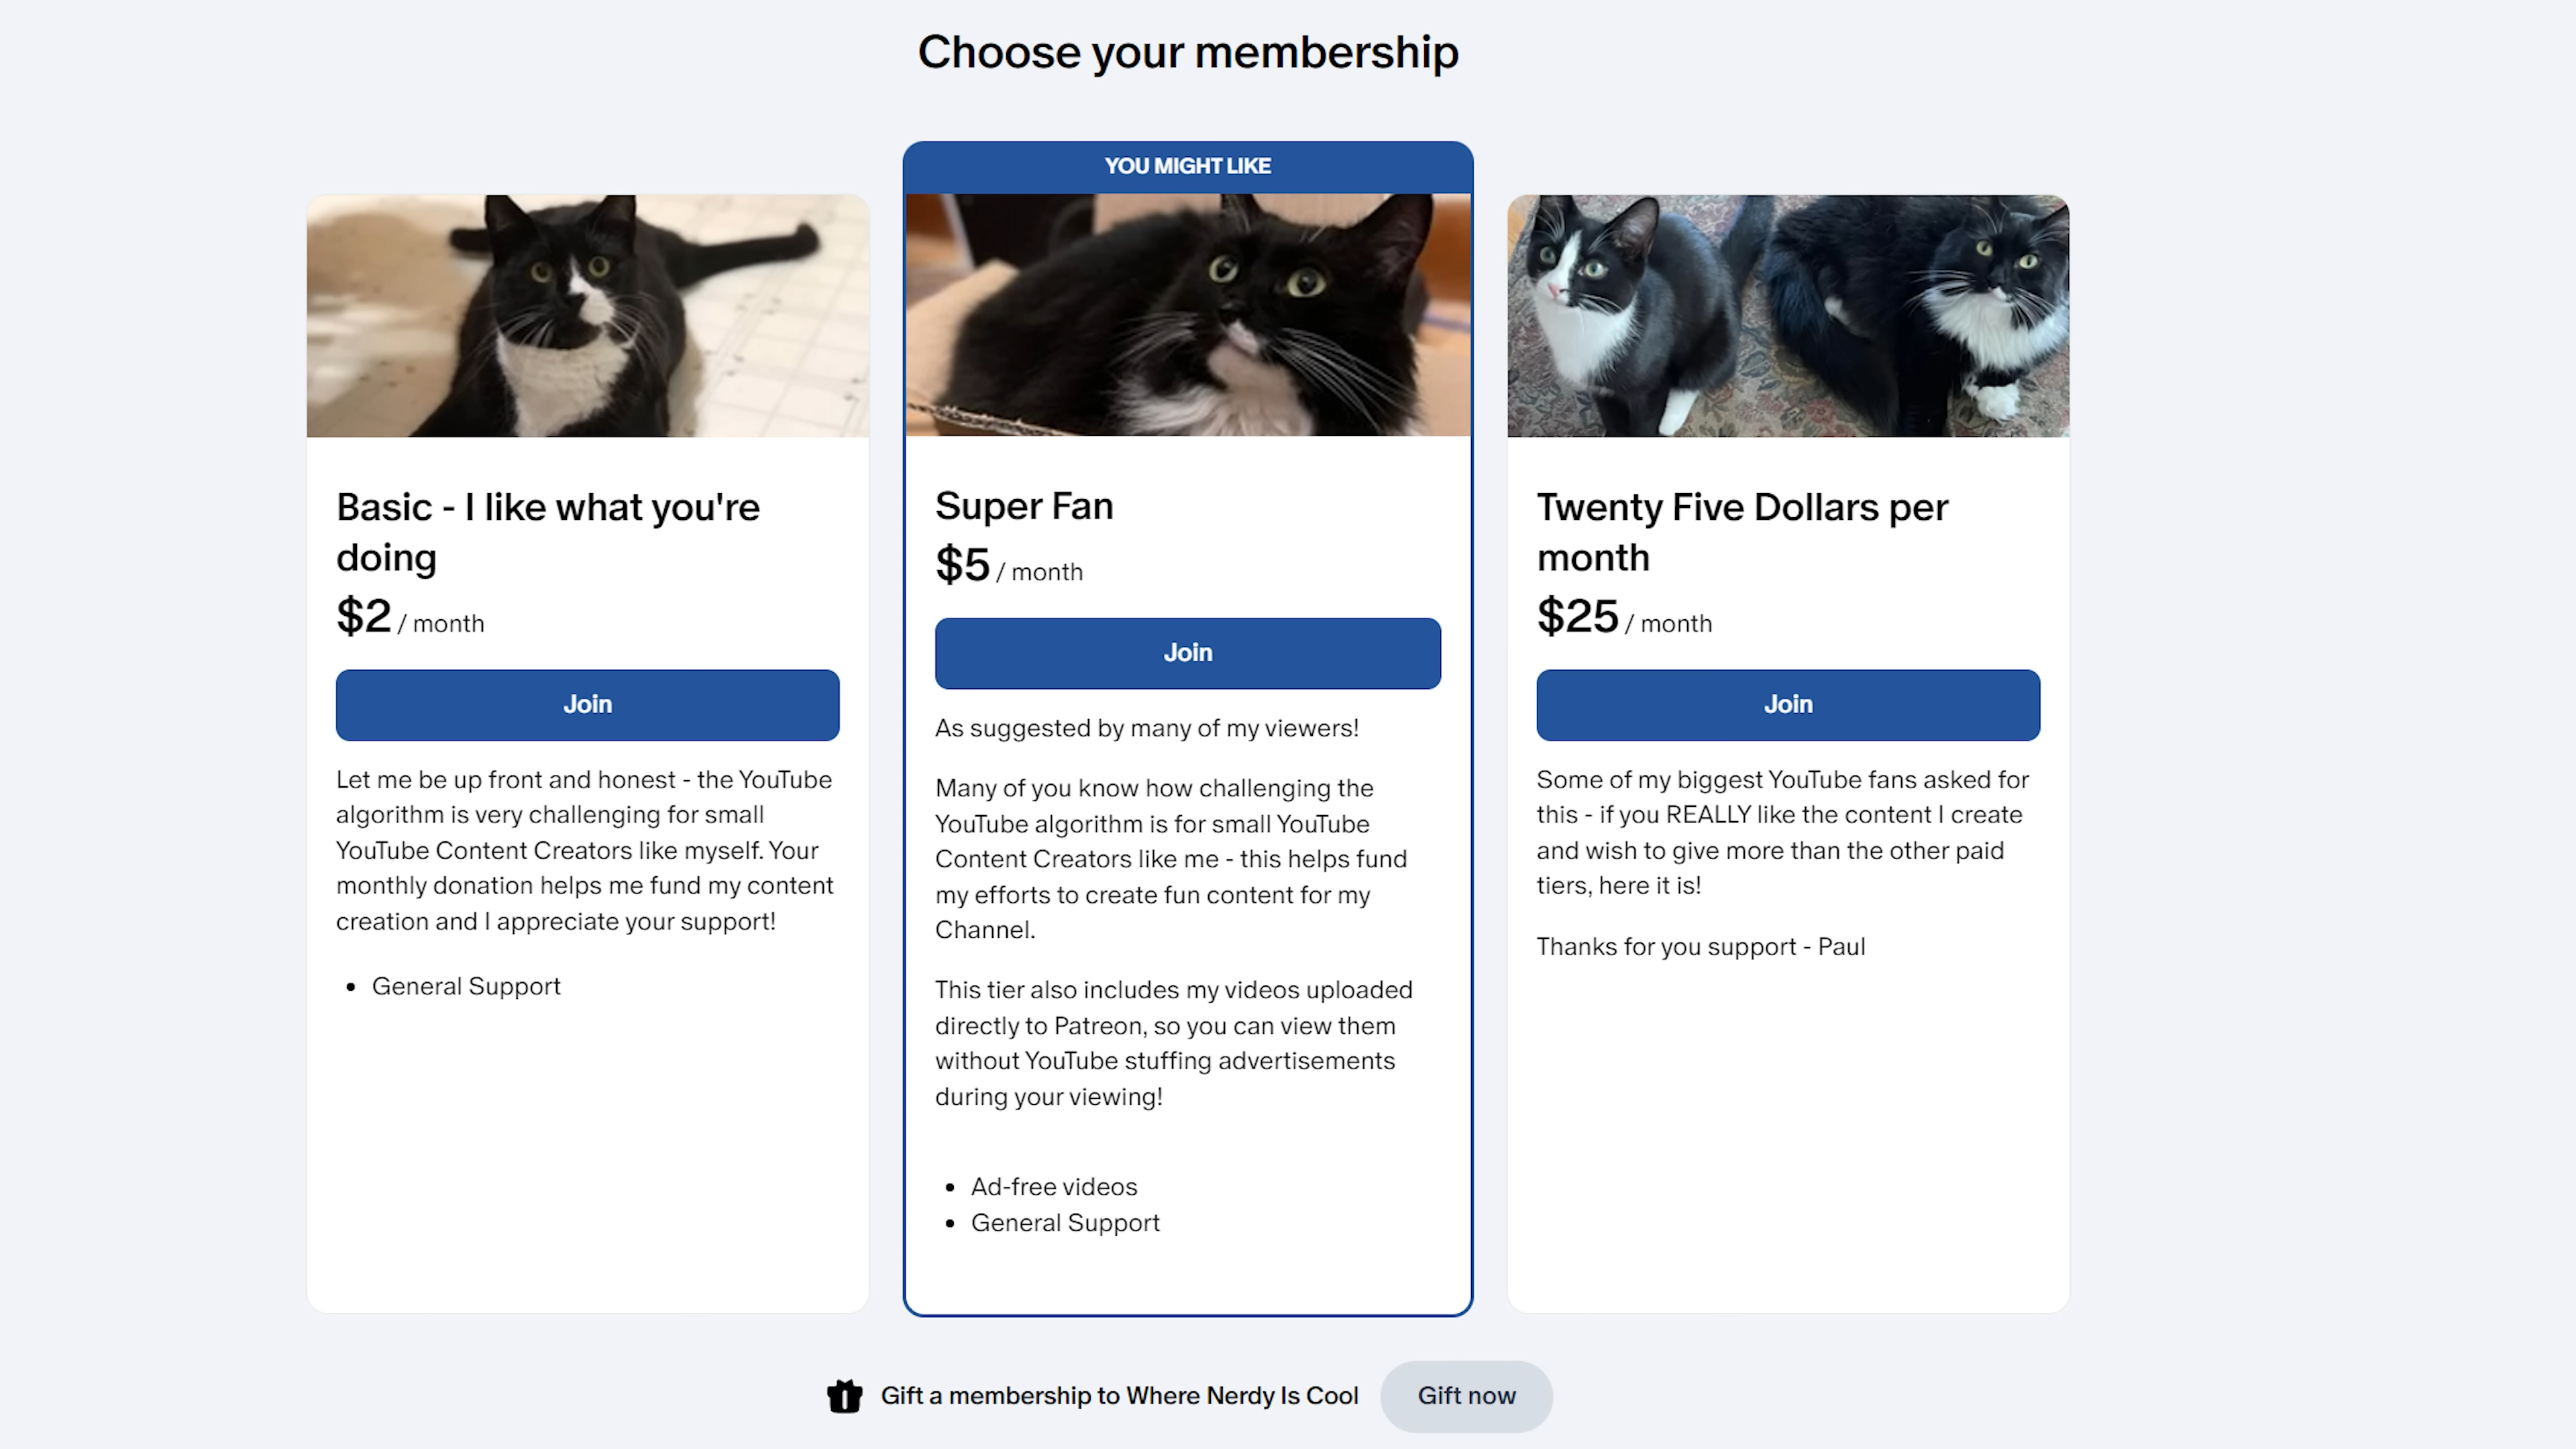 Choose your membership
Basic - I like what you're
doing
$2 / month
Join
Let me be up front and honest - the YouTube
algorithm is very challenging for small
YouTube Content Creators like myself. Your
monthly donation helps me fund my content
creation and I appreciate your support!
• General Support
YOU MIGHT LIKE
Super Fan
$5 / month
Join
As suggested by many of my viewers!
Many of you know how challenging the
YouTube algorithm is for small YouTube
Content Creators like me - this helps fund
my efforts to create fun content for my
Channel.
This tier also includes my videos uploaded
directly to Patreon, so you can view them
without YouTube stuffing advertisements
during your viewing!
• Ad-free videos
• General Support
Twenty Five Dollars per
month
$25 / month
Join
Some of my biggest YouTube fans asked for
this - if you REALLY like the content I create
and wish to give more than the other paid
tiers, here it is!
Thanks for you support - Paul
Gift a membership to Where Nerdy Is Cool
Gift now